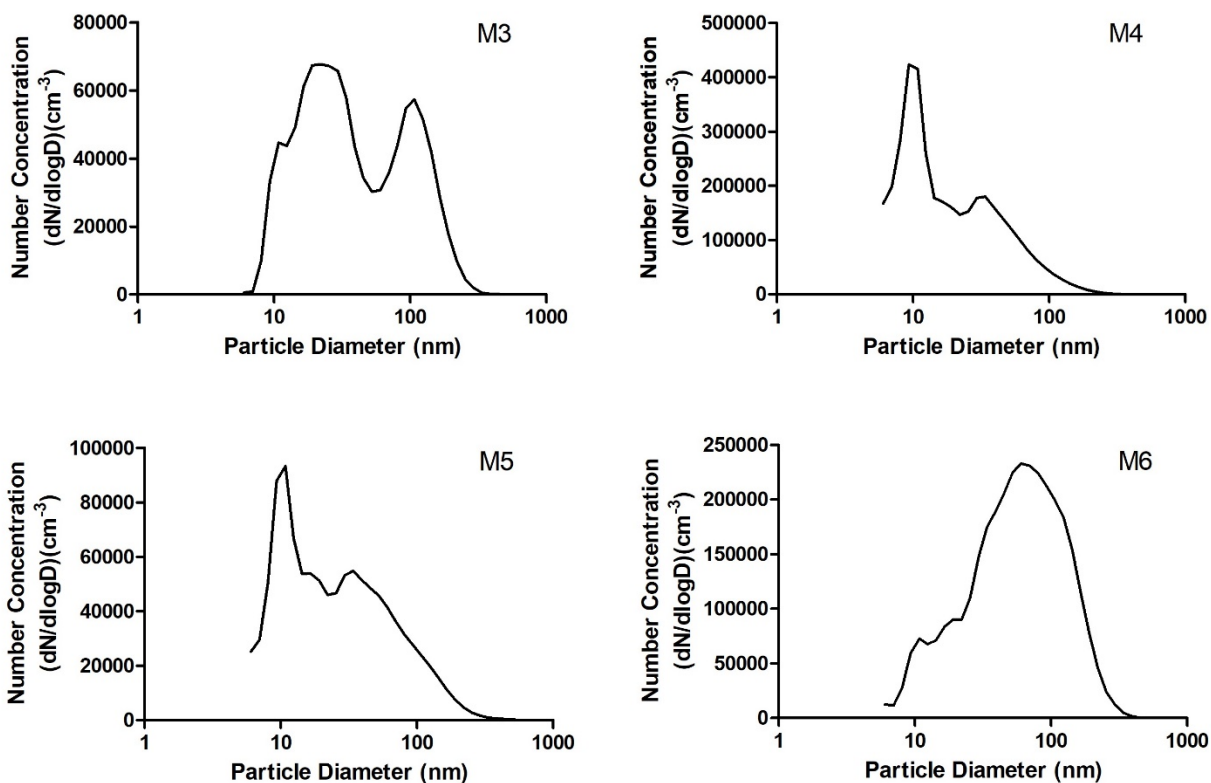 M3
Number Concentration
(dN/dlogD)(cm-3)
80000
60000
40000
20000
0
1 10 100 1000
Particle Diameter (nm)
M4
Number Concentration
(dN/dlogD)(cm-3)
500000
400000
300000
200000
100000
0
1 10 100 1000
Particle Diameter (nm)
M5
Number Concentration
(dN/dlogD)(cm-3)
100000
80000
60000
40000
20000
0
1 10 100 1000
Particle Diameter (nm)
M6
Number Concentration
(dN/dlogD)(cm-3)
250000
200000
150000
100000
50000
0
1 10 100 1000
Particle Diameter (nm)